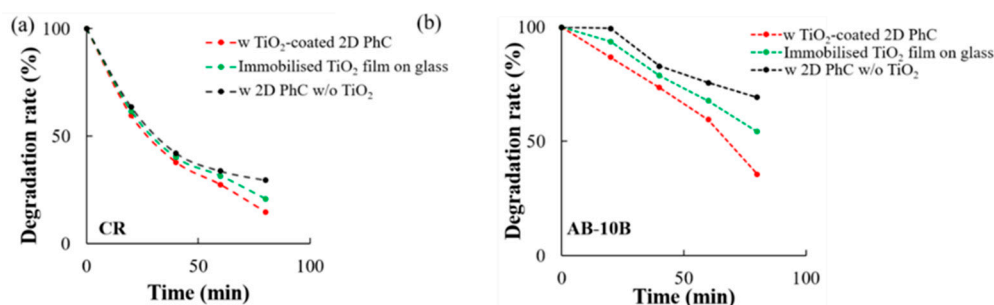 (a)
100
50
0
0
50
100
Degradation rate (%)
Time (min)
w TiO₂-coated 2D PhC
Immobilised TiO₂ film on glass
w 2D PhC w/o TiO₂
CR
(b)
100
50
0
0
50
100
Degradation rate (%)
Time (min)
w TiO₂-coated 2D PhC
Immobilised TiO₂ film on glass
w 2D PhC w/o TiO₂
AB-10B